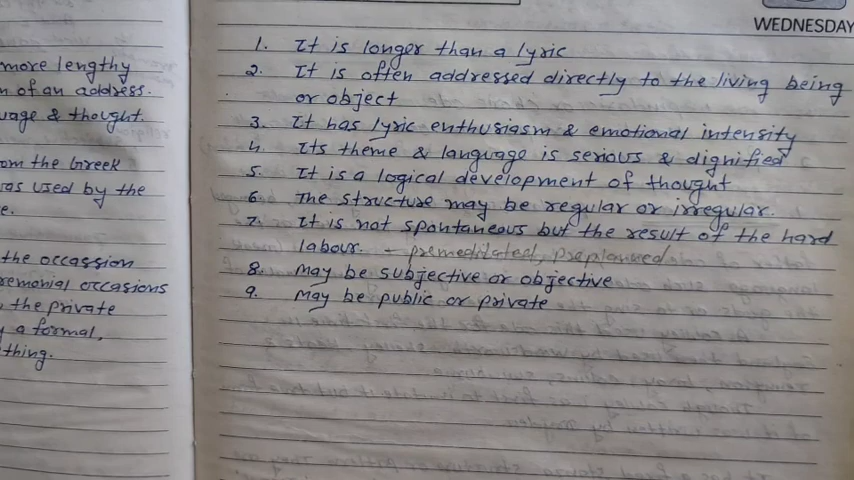 more lengthy
of an address.
uage & thought.
om the Greek
as used by the
e.
the occassion
remonial occasions
the private
a formal,
thing.
WEDNESDAY
1. It is longer than a lyric
2. It is often addressed directly to the living being
or object
3. It has lyric enthusiasm & emotional intensity
4. Its theme & language is serious & dignified
5. It is a logical development of thought
6. The structure may be regular or irregular.
7. It is not spontaneous but the result of the hard
labour. - premeditated, preplanned
8. May be subjective or objective
9. May be public or private